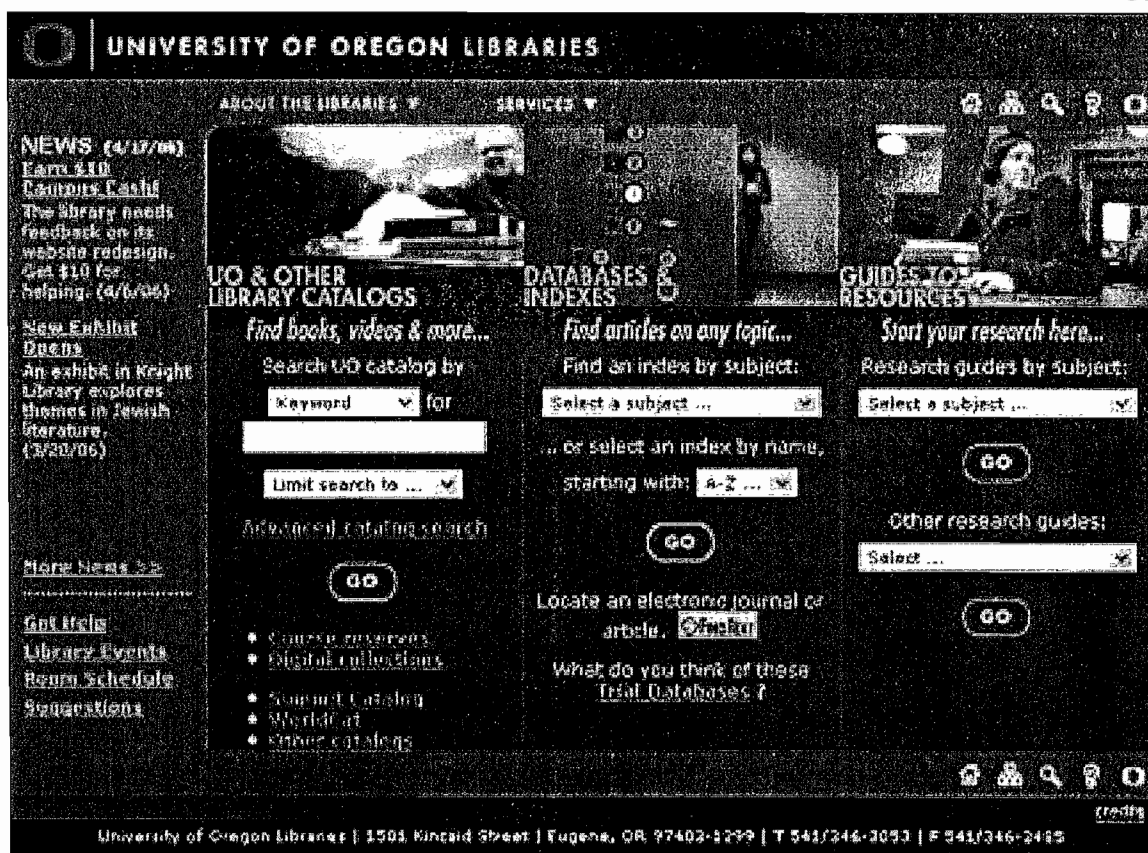 UNIVERSITY OF OREGON LIBRARIES
ABOUT THE LIBRARIES
SERVICES
NEWS (4/17/06)
Earn $10
Campus Cash!
The library needs
feedback on its
website redesign.
Get $10 for
helping. (4/6/06)
New Exhibit
Opens
An exhibit in Knight
Library explores
themes in Jewish
literature.
(3/20/06)
More News >>
Get Help
Library Events
Room Schedule
Suggestions
UO & OTHER
LIBRARY CATALOGS
Find books, videos & more...
Search UO catalog by
Keyword for
Limit search to ...
Advanced catalog search
GO
Course reserves
Digital collections
Summit Catalog
WorldCat
Other catalogs
DATABASES &
INDEXES
Find articles on any topic...
Find an index by subject:
Select a subject ...
... or select an index by name,
starting with: A-Z ...
GO
Locate an electronic journal or
article.
What do you think of these
Trial Databases ?
GUIDES TO
RESOURCES
Start your research here...
Research guides by subject:
Select a subject ...
GO
Other research guides:
Select ...
GO
credits
University of Oregon Libraries | 1501 Kincaid Street | Eugene, OR 97403-1299 | T 541/346-3053 | F 541/346-3485